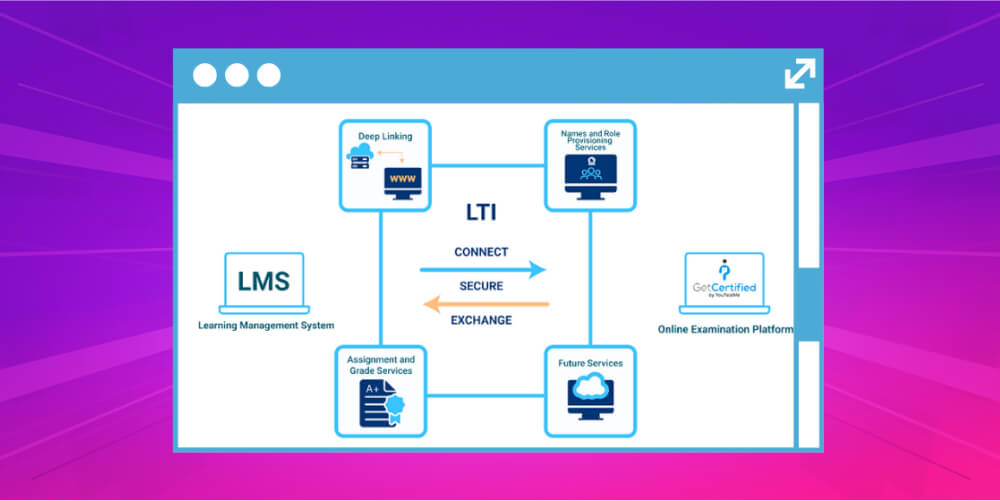 Deep Linking
WWW
Names and Role
Provisioning
Services
LTI
CONNECT
SECURE
EXCHANGE
LMS
Learning Management System
GetCertified
by YouTestMe
Online Examination Platform
Assignment and
Grade Services
A+
Future Services